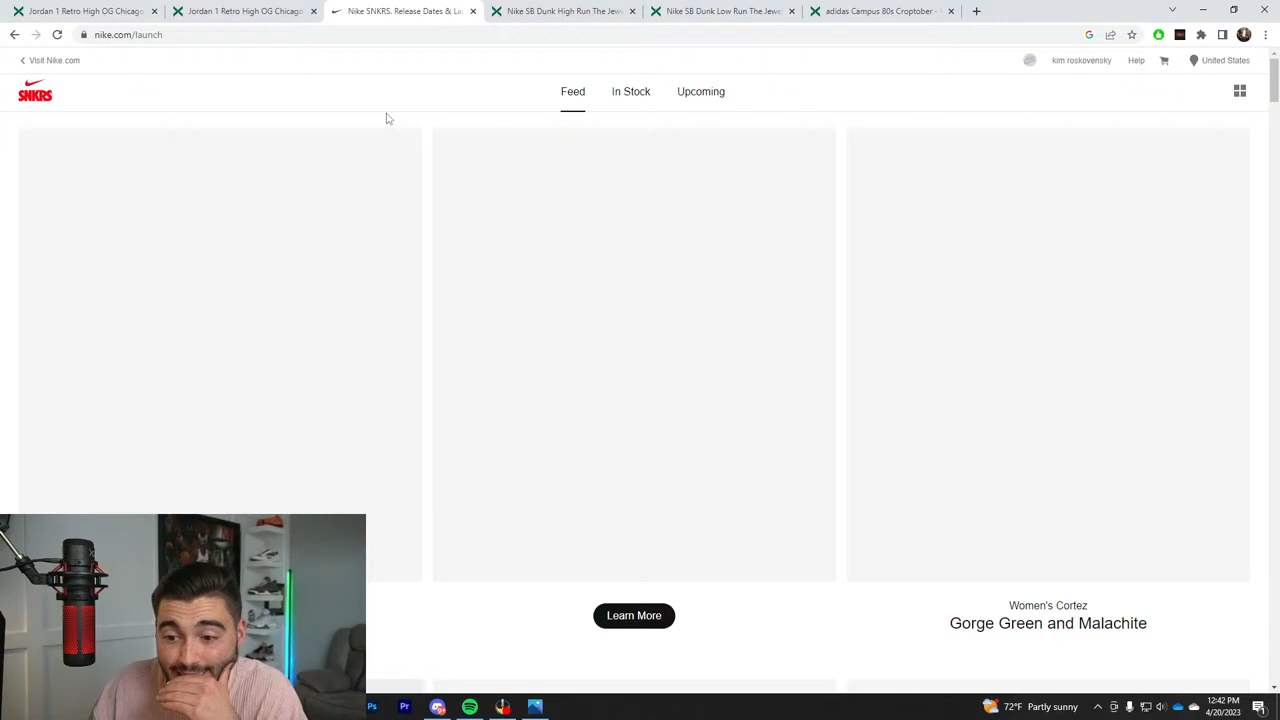 Jordan 1 Retro High OG Chicago
Jordan 1 Retro High OG Chicago
Nike SNKRS. Release Dates & La
Nike SB Dunk High Run The Jew
Nike SB Dunk Low Run The Jewe
adidas Campus 80s Croptober -
nike.com/launch
Visit Nike.com
kim roskovensky
Help
United States
SNKRS
Feed
In Stock
Upcoming
Learn More
Women's Cortez
Gorge Green and Malachite
Ps
Pr
72°F Partly sunny
12:42 PM
4/20/2023